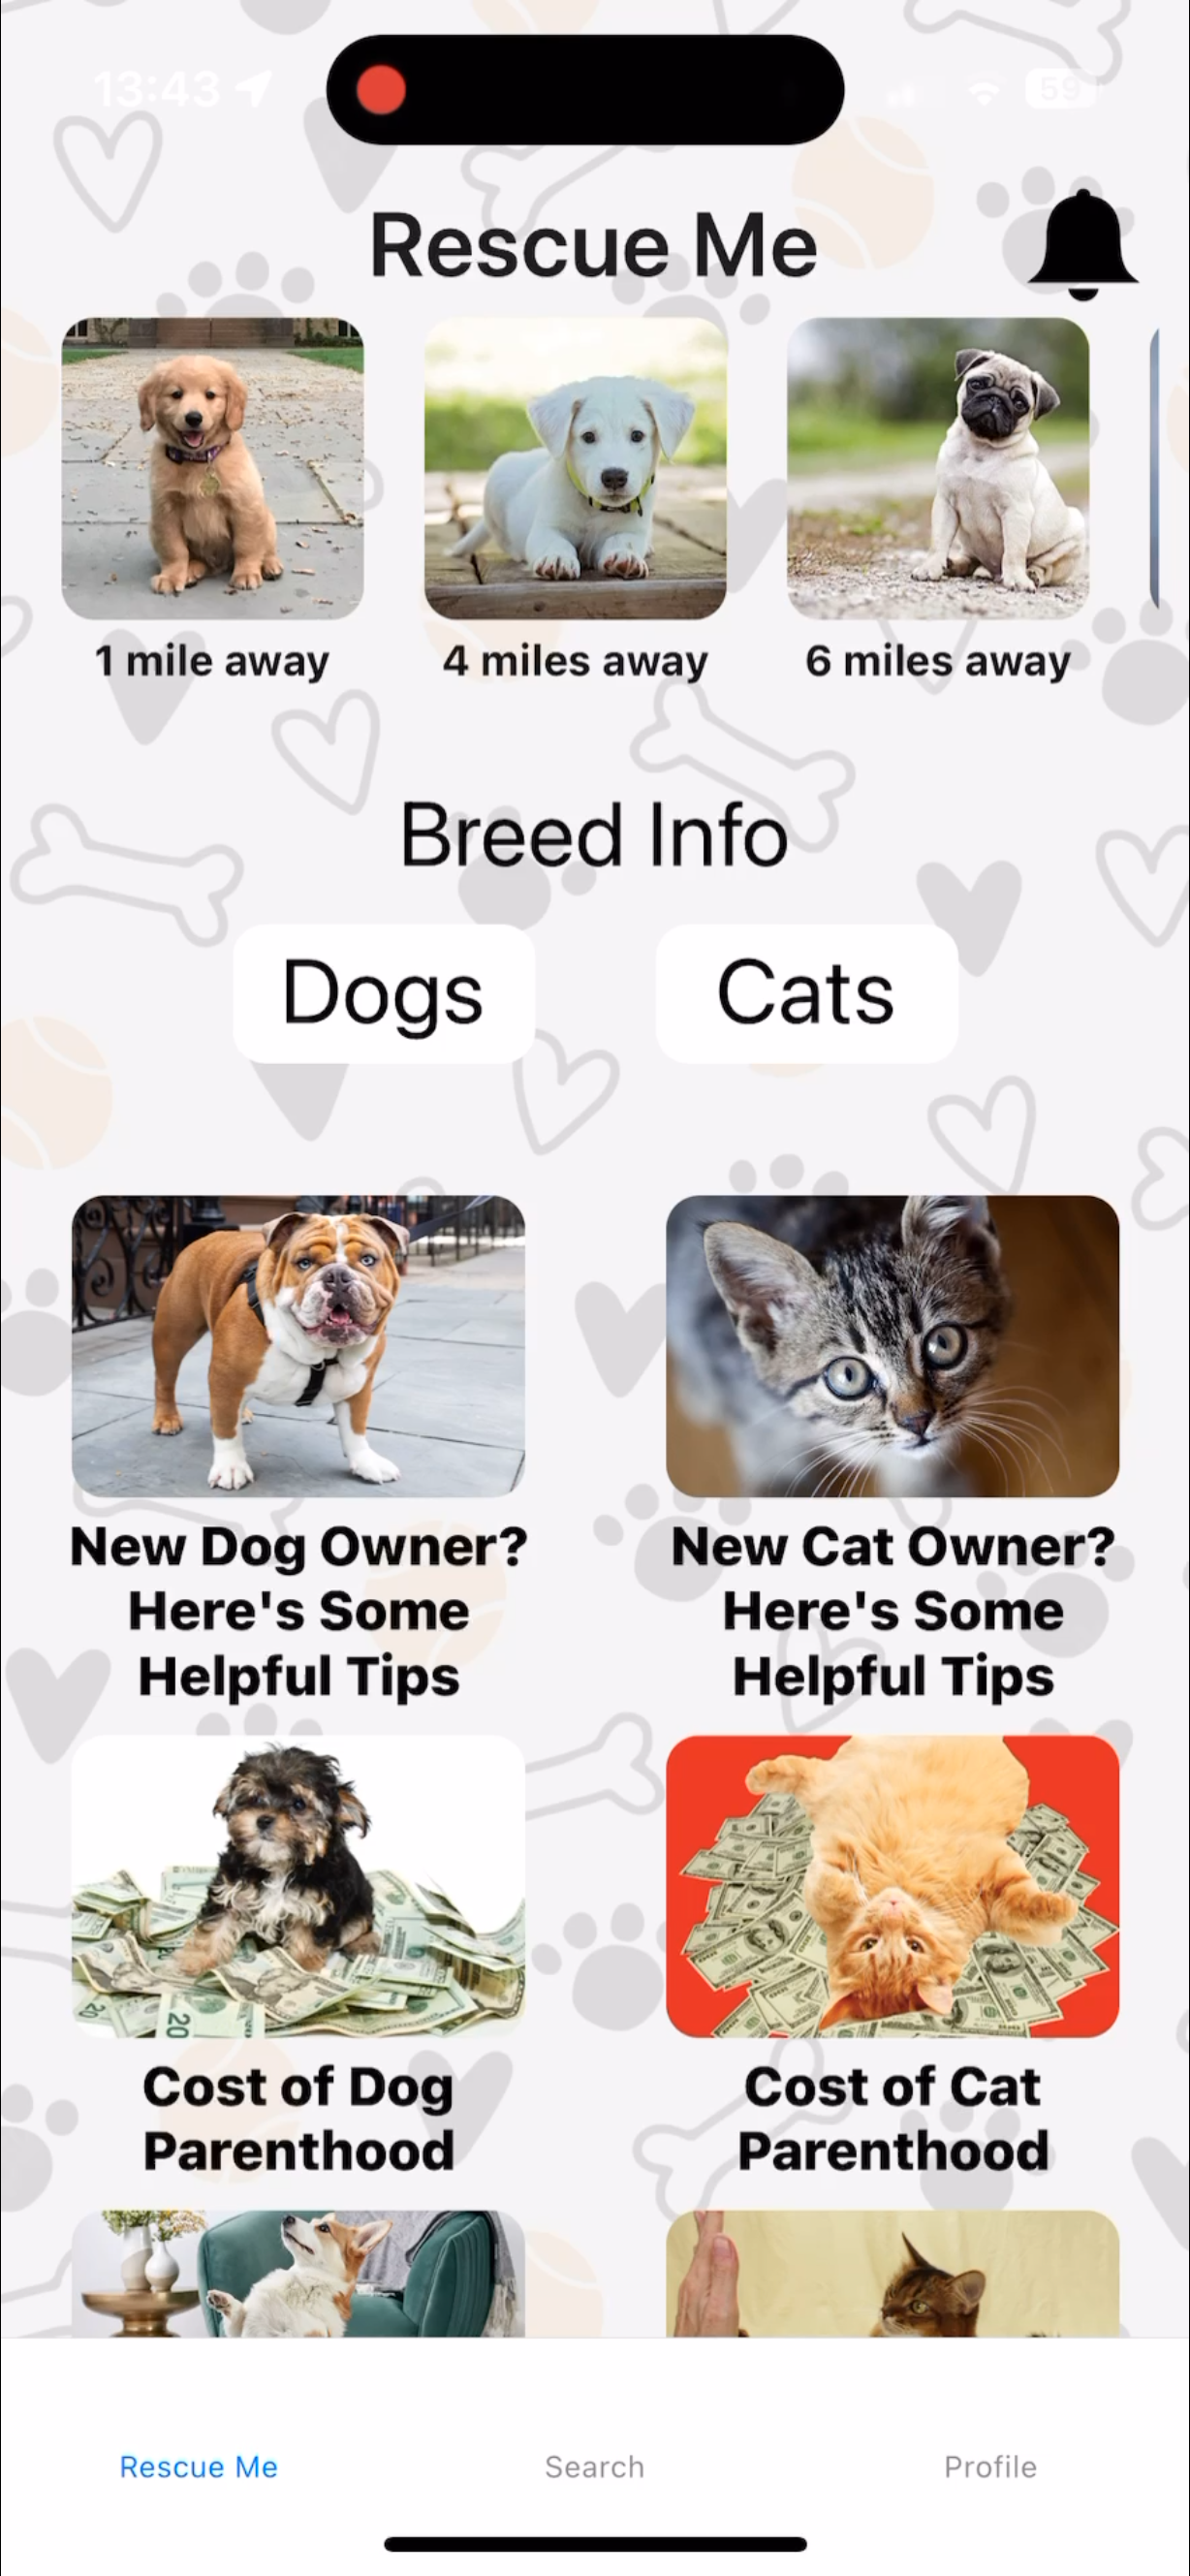 13:43
59
Rescue Me
1 mile away
4 miles away
6 miles away
Breed Info
Dogs
Cats
New Dog Owner?
Here's Some
Helpful Tips
New Cat Owner?
Here's Some
Helpful Tips
20
20
Cost of Dog
Parenthood
Cost of Cat
Parenthood
Rescue Me
Search
Profile